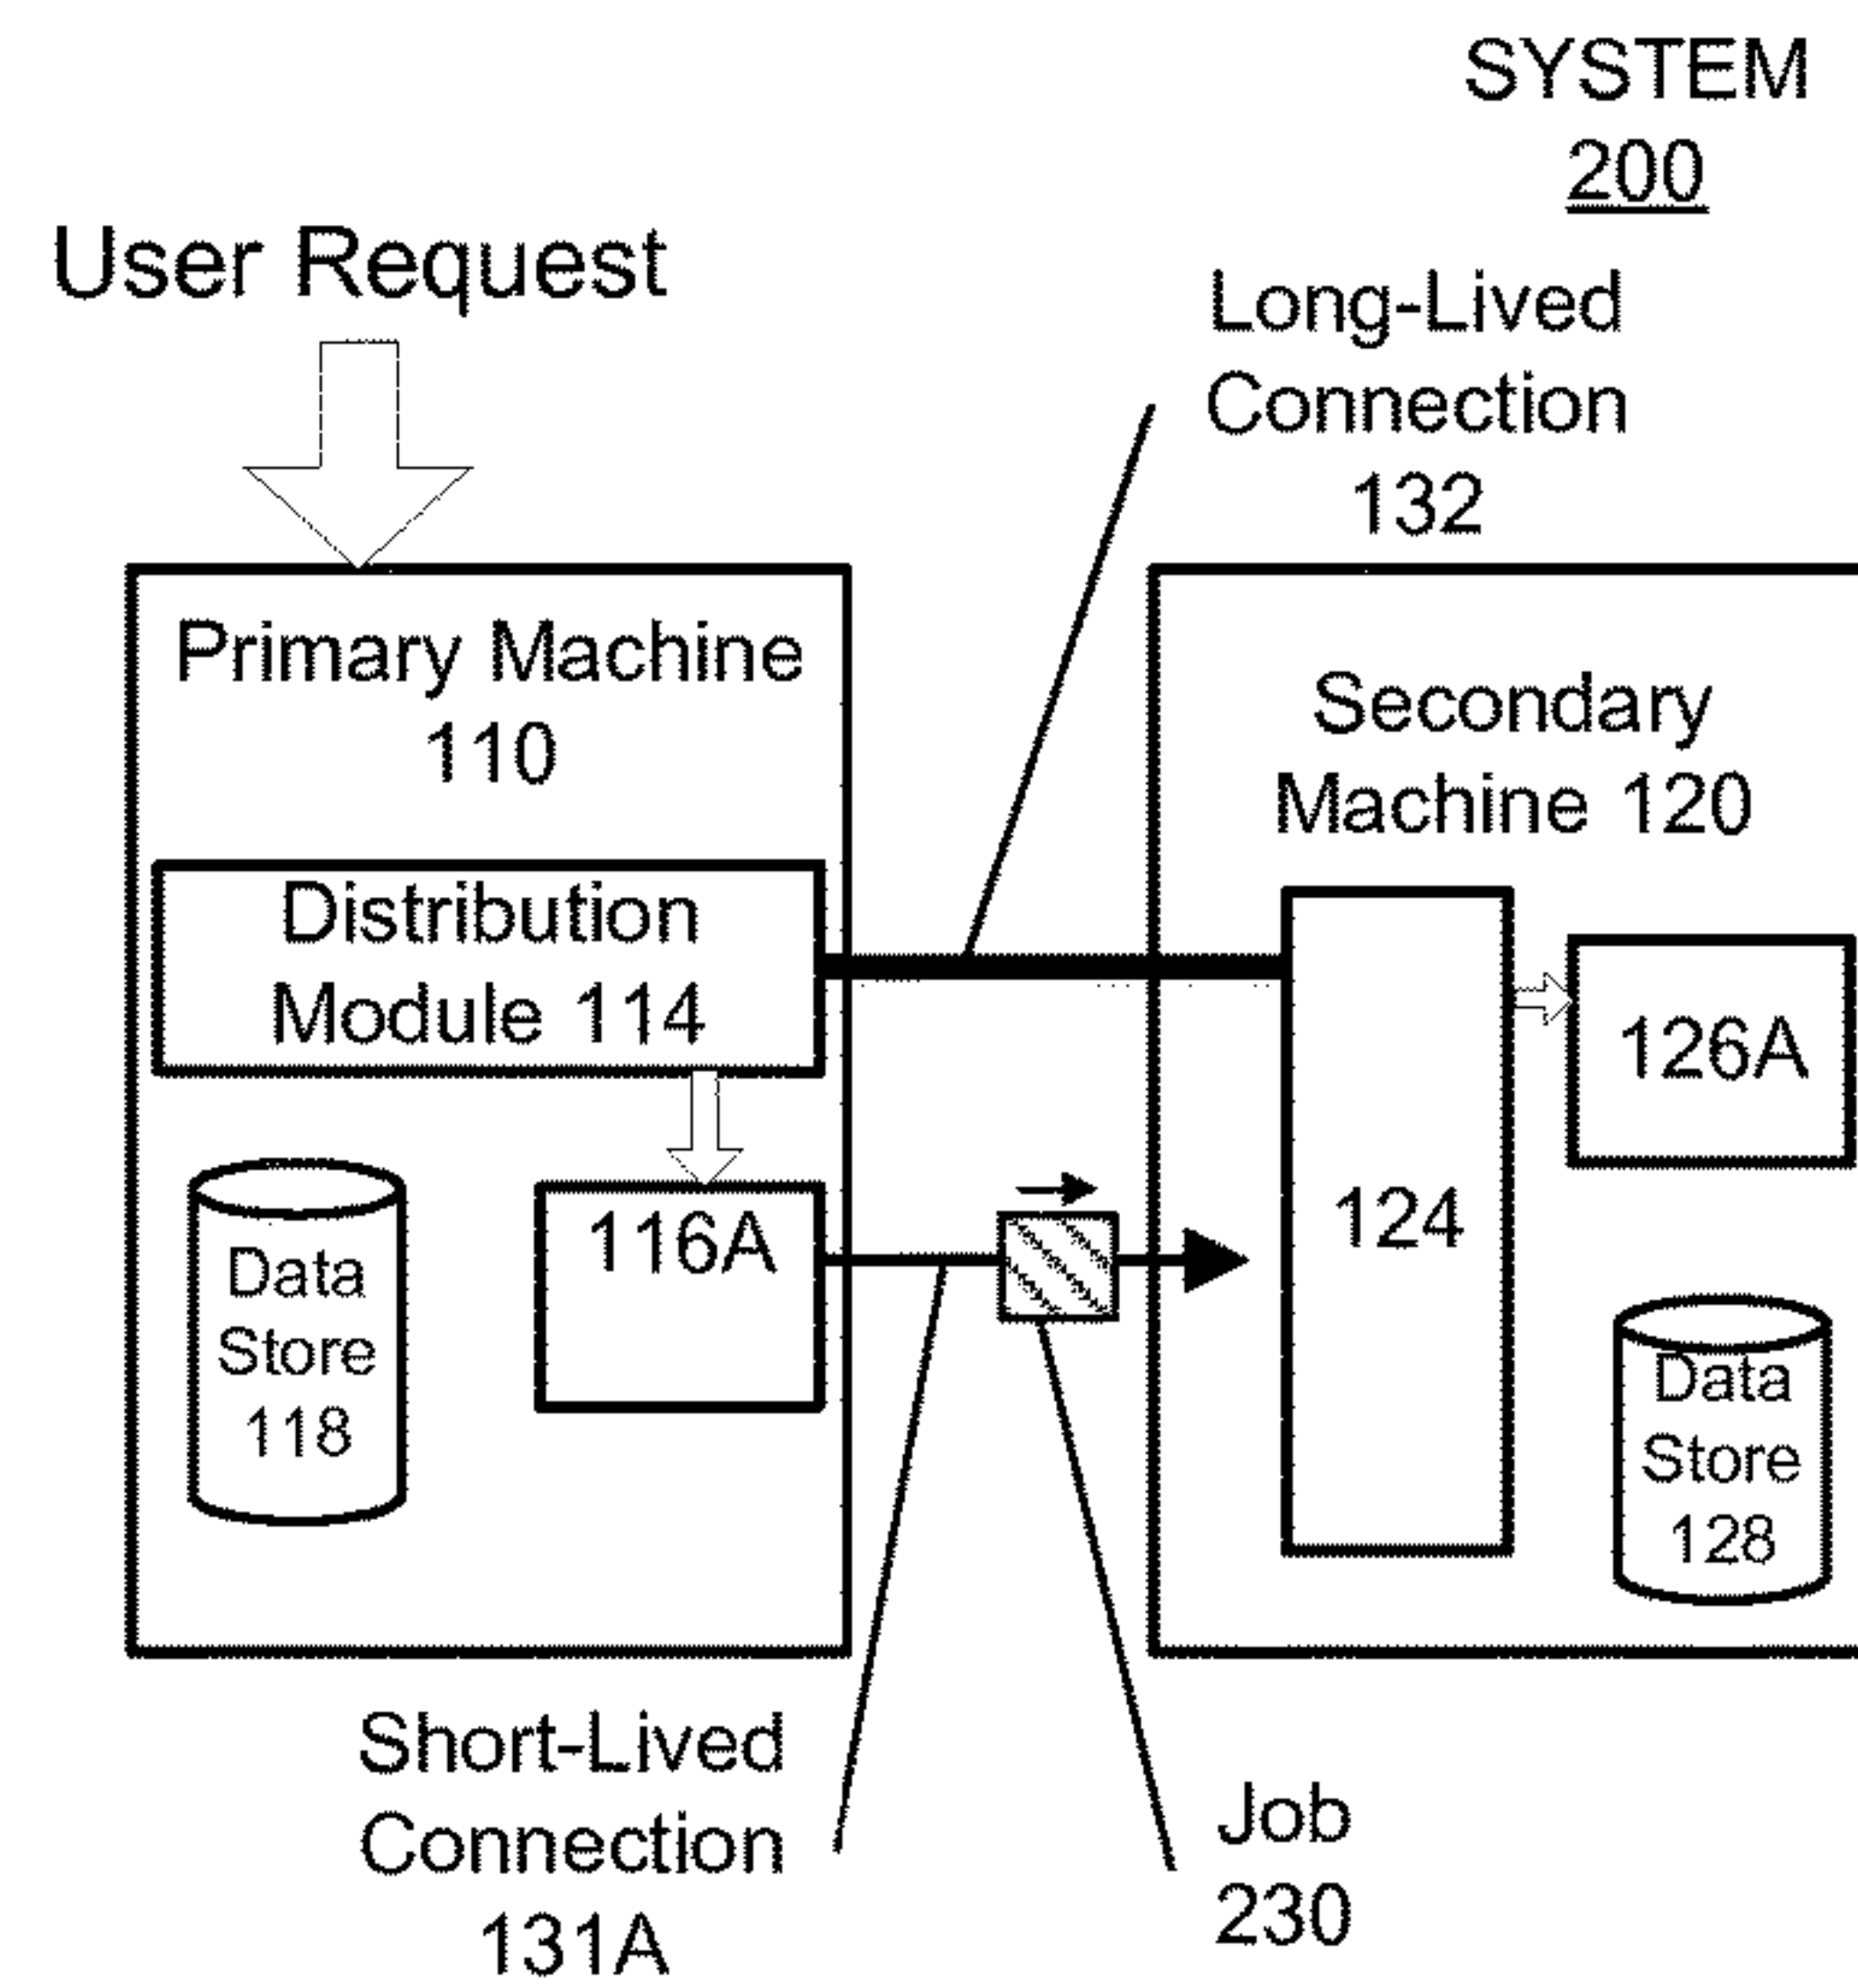 SYSTEM
200
User Request
Long-Lived
Connection
132
Primary Machine
110
Secondary
Machine 120
Distribution
Module 114
126A
116A
124
Data
Store
118
Data
Store
128
Short-Lived
Connection
131A
Job
230